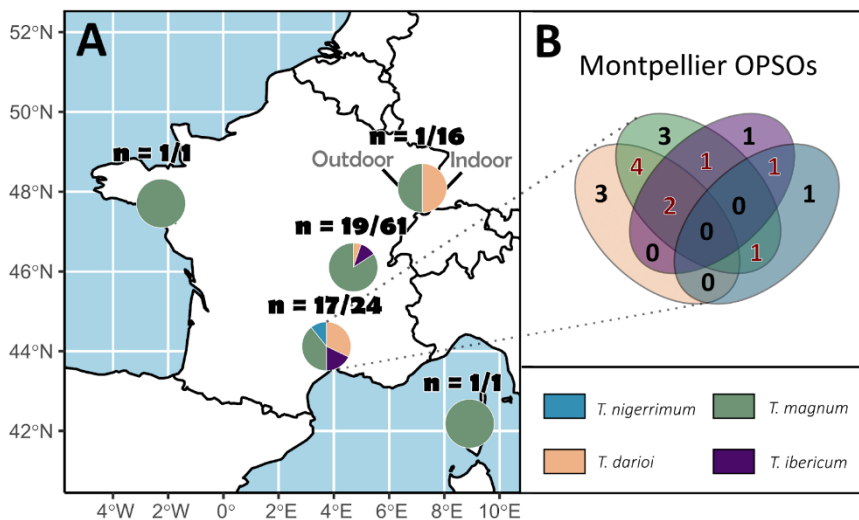 A
52°N
50°N
48°N
46°N
44°N
42°N
4°W 2°W 0° 2°E 4°E 6°E 8°E 10°E
n = 1/1
n = 1/16
Outdoor Indoor
n = 19/61
n = 17/24
n = 1/1
B
Montpellier OPSOs
3 1
4 1 1
3 2 0 1
0 0 1
0
T. nigerrimum T. magnum
T. darioi T. ibericum